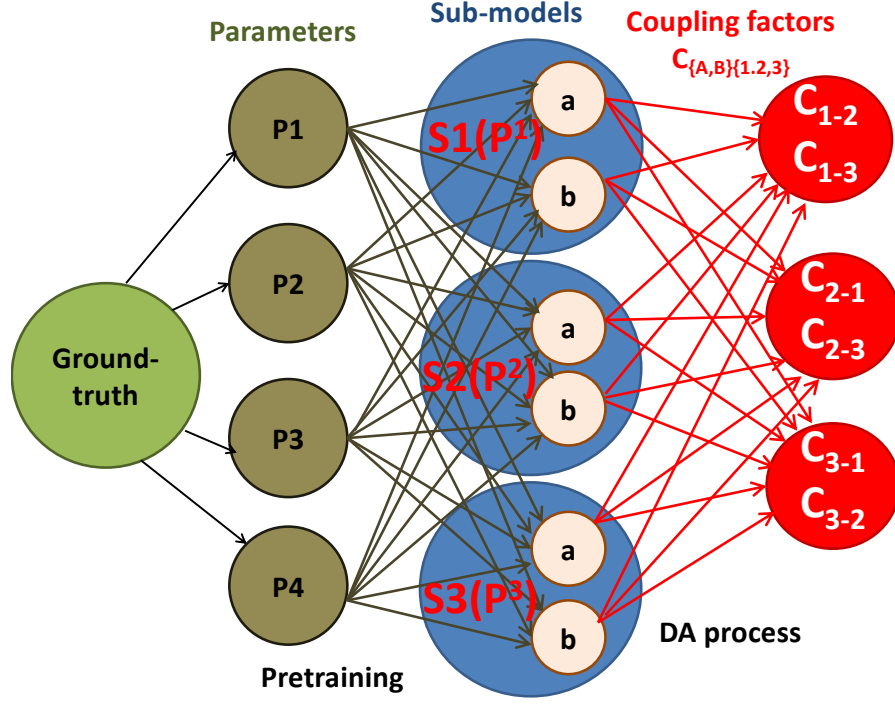 Parameters
Sub-models
Coupling factors
C{A,B}{1.2,3}
P1
P2
P3
P4
Ground-
truth
S1(P¹)
a
b
S2(P²)
a
b
S3(P³)
a
b
C1-2
C1-3
C2-1
C2-3
C3-1
C3-2
Pretraining
DA process